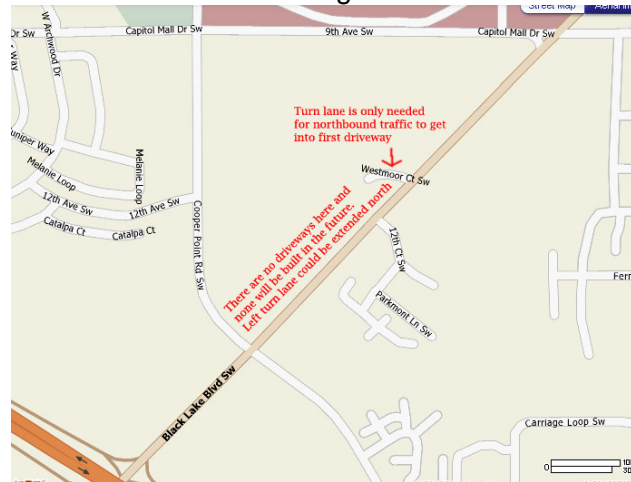 Street Map
Aerial
Dr Sw
Capitol Mall Dr Sw
9th Ave Sw
Capitol Mall Dr Sw
W Archwood Dr
Way
Juniper Way
Melanie Loop
Melanie Loop
12th Ave Sw
12th Ave Sw
Catalpa Ct
Catalpa Ct
Cooper Point Rd Sw
Turn lane is only needed
for northbound traffic to get
into first driveway
Westmoor Ct Sw
There are no driveways here and
none will be built in the future.
Left turn lane could be extended north
12th Ct Sw
Parkmont Ln Sw
Fern
Black Lake Blvd Sw
Carriage Loop Sw
0